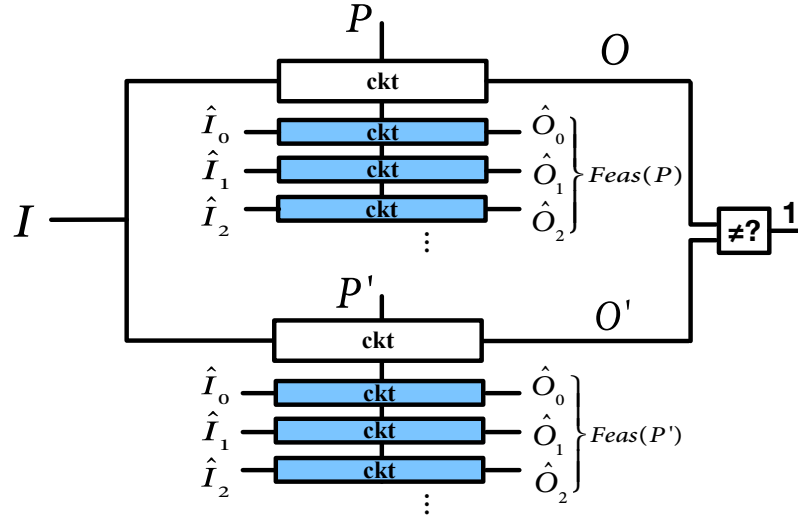 P
O
ckt
Î₀ ckt Ô₀
Î₁ ckt Ô₁ Feas(P)
Î₂ ckt Ô₂
⋮
I
≠? 1
P'
O'
ckt
Î₀ ckt Ô₀
Î₁ ckt Ô₁ Feas(P')
Î₂ ckt Ô₂
⋮